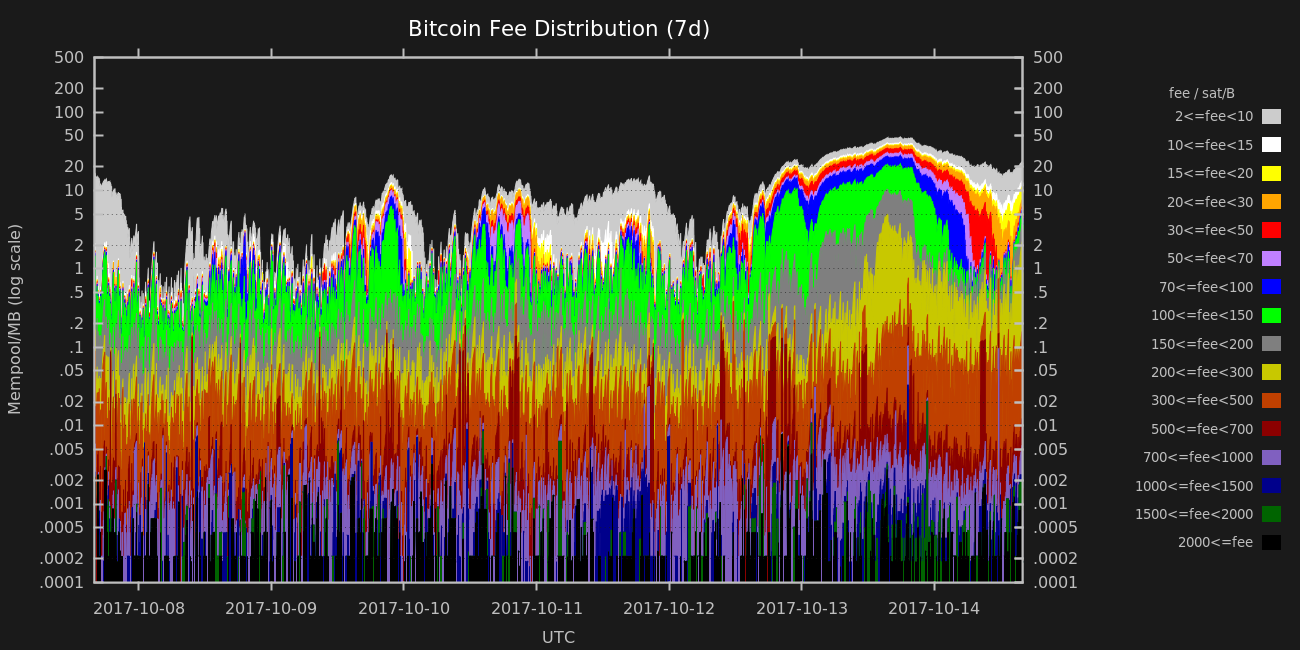 Bitcoin Fee Distribution (7d)
500
200
100
50
20
10
5
2
1
.5
.2
.1
.05
.02
.01
.005
.002
.001
.0005
.0002
.0001
Mempool/MB (log scale)
500
200
100
50
20
10
5
2
1
.5
.2
.1
.05
.02
.01
.005
.002
.001
.0005
.0002
.0001
2017-10-08
2017-10-09
2017-10-10
2017-10-11
2017-10-12
2017-10-13
2017-10-14
UTC
fee / sat/B
2<=fee<10
10<=fee<15
15<=fee<20
20<=fee<30
30<=fee<50
50<=fee<70
70<=fee<100
100<=fee<150
150<=fee<200
200<=fee<300
300<=fee<500
500<=fee<700
700<=fee<1000
1000<=fee<1500
1500<=fee<2000
2000<=fee